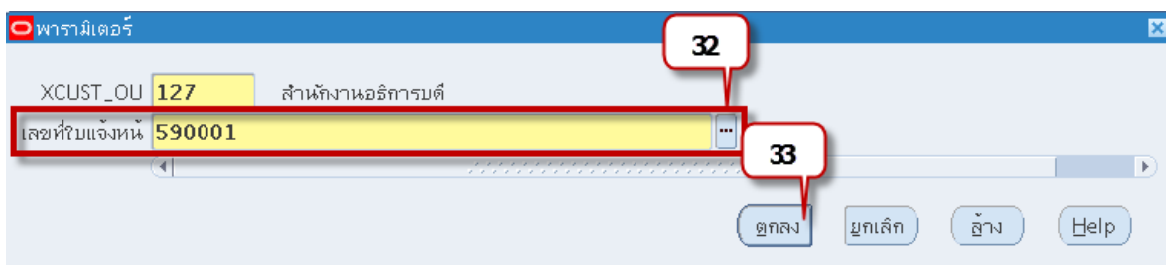 พารามิเตอร์
32
XCUST_OU 127 สำนักงานอธิการบดี
เลขที่ใบแจ้งหนี้ 590001
33
ตกลง ยกเลิก ล้าง Help